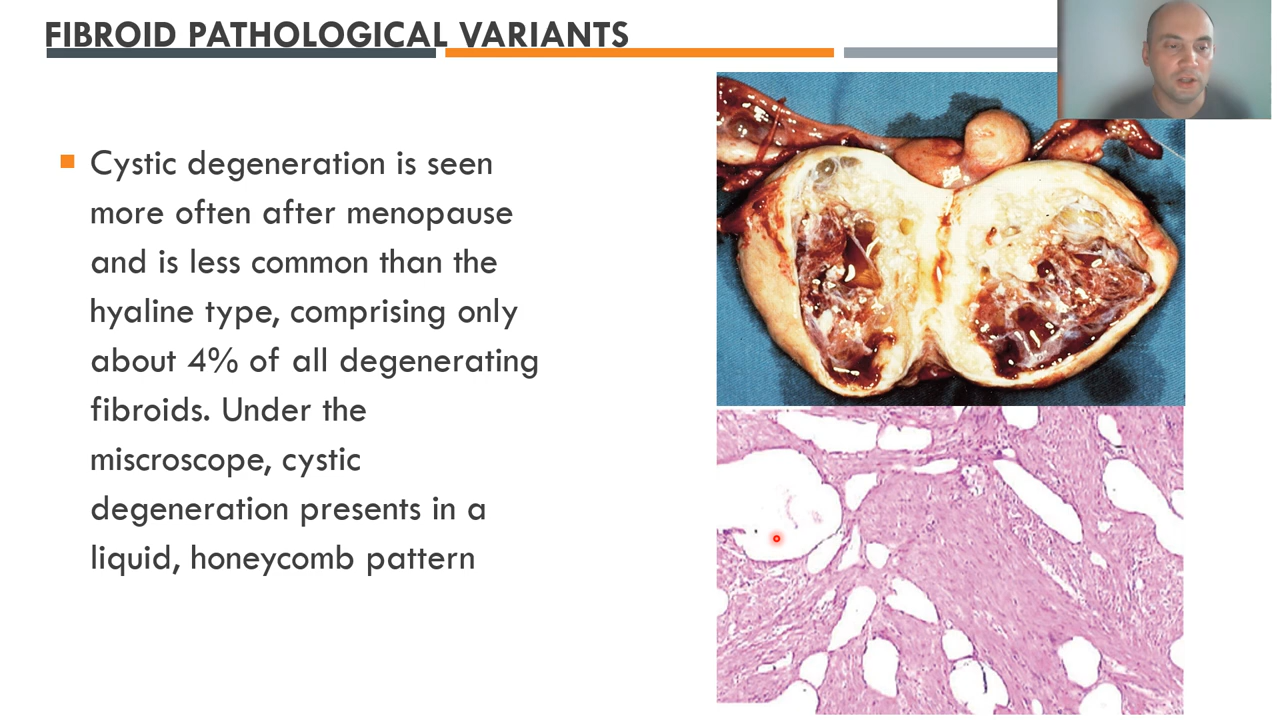 FIBROID PATHOLOGICAL VARIANTS
Cystic degeneration is seen
more often after menopause
and is less common than the
hyaline type, comprising only
about 4% of all degenerating
fibroids. Under the
miscroscope, cystic
degeneration presents in a
liquid, honeycomb pattern